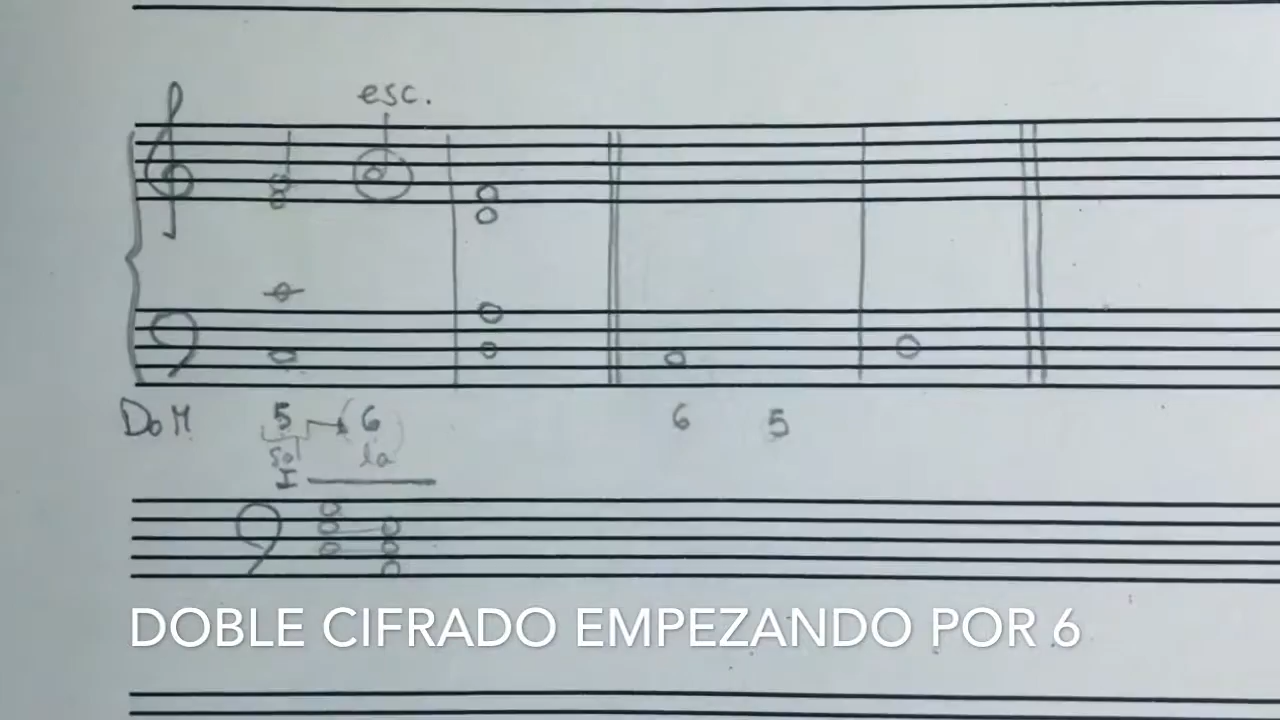 esc.
Do M 5 (6) 6 5
sol la
I
DOBLE CIFRADO EMPEZANDO POR 6